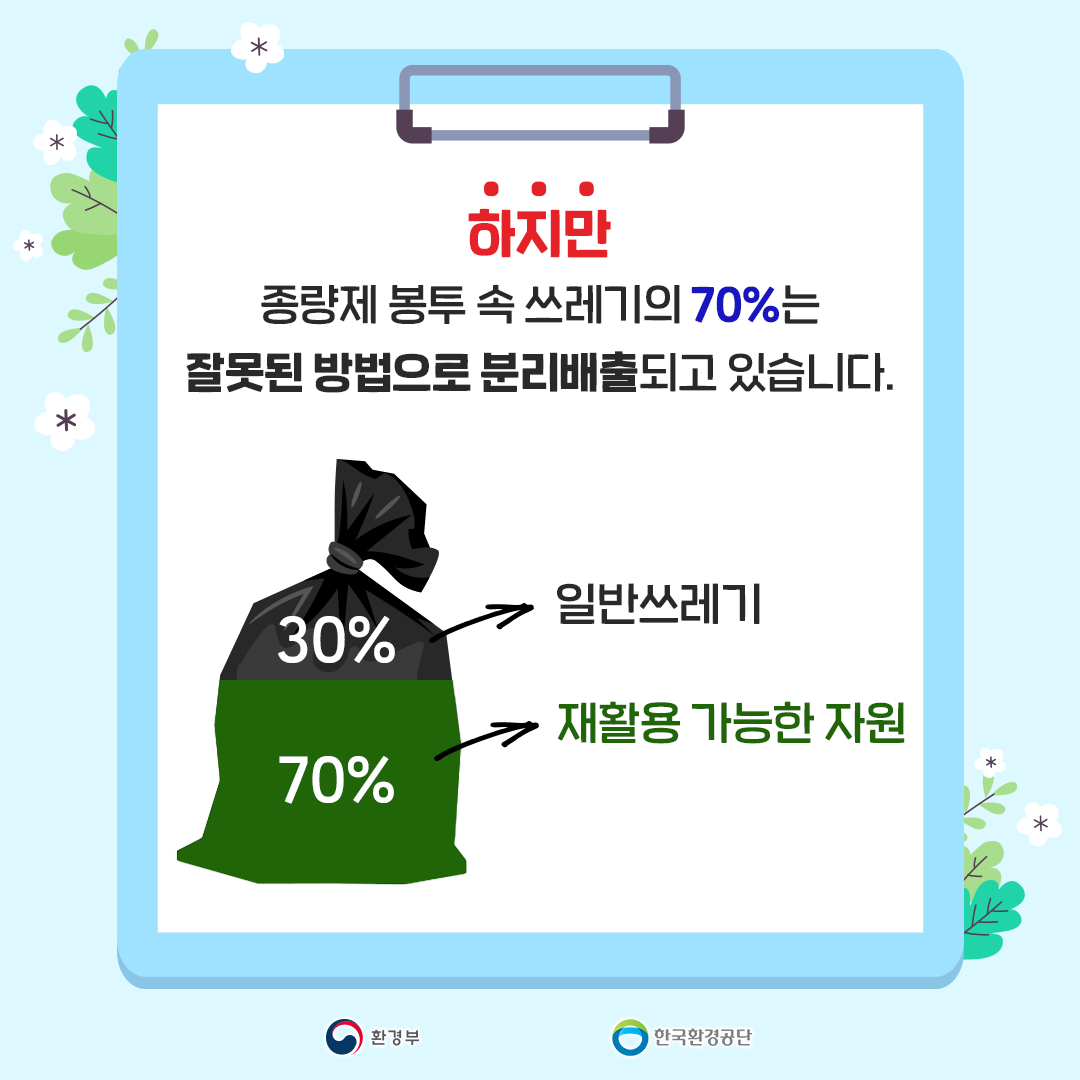 하지만
종량제 봉투 속 쓰레기의 70%는
잘못된 방법으로 분리배출되고 있습니다.
30%
일반쓰레기
재활용 가능한 자원
70%
환경부
한국환경공단